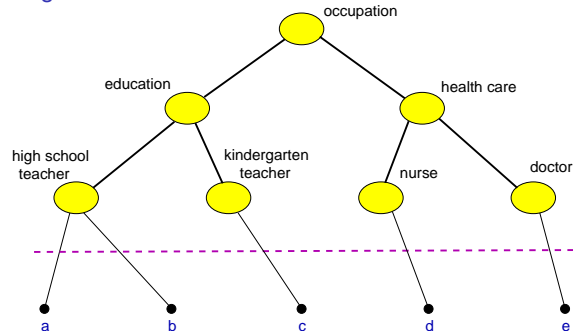 occupation
education
health care
high school
teacher
kindergarten
teacher
nurse
doctor
a
b
c
d
e